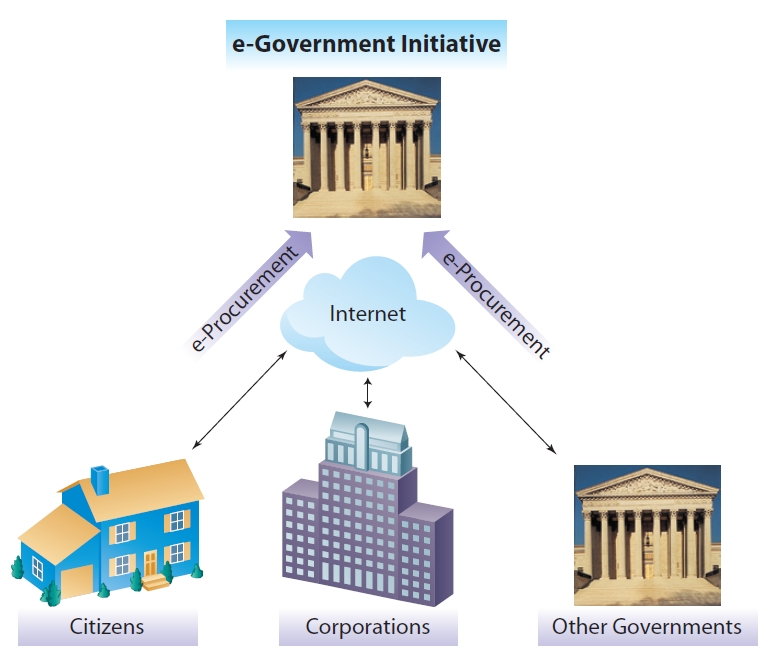 e-Government Initiative
e-Procurement
e-Procurement
Internet
Citizens
Corporations
Other Governments